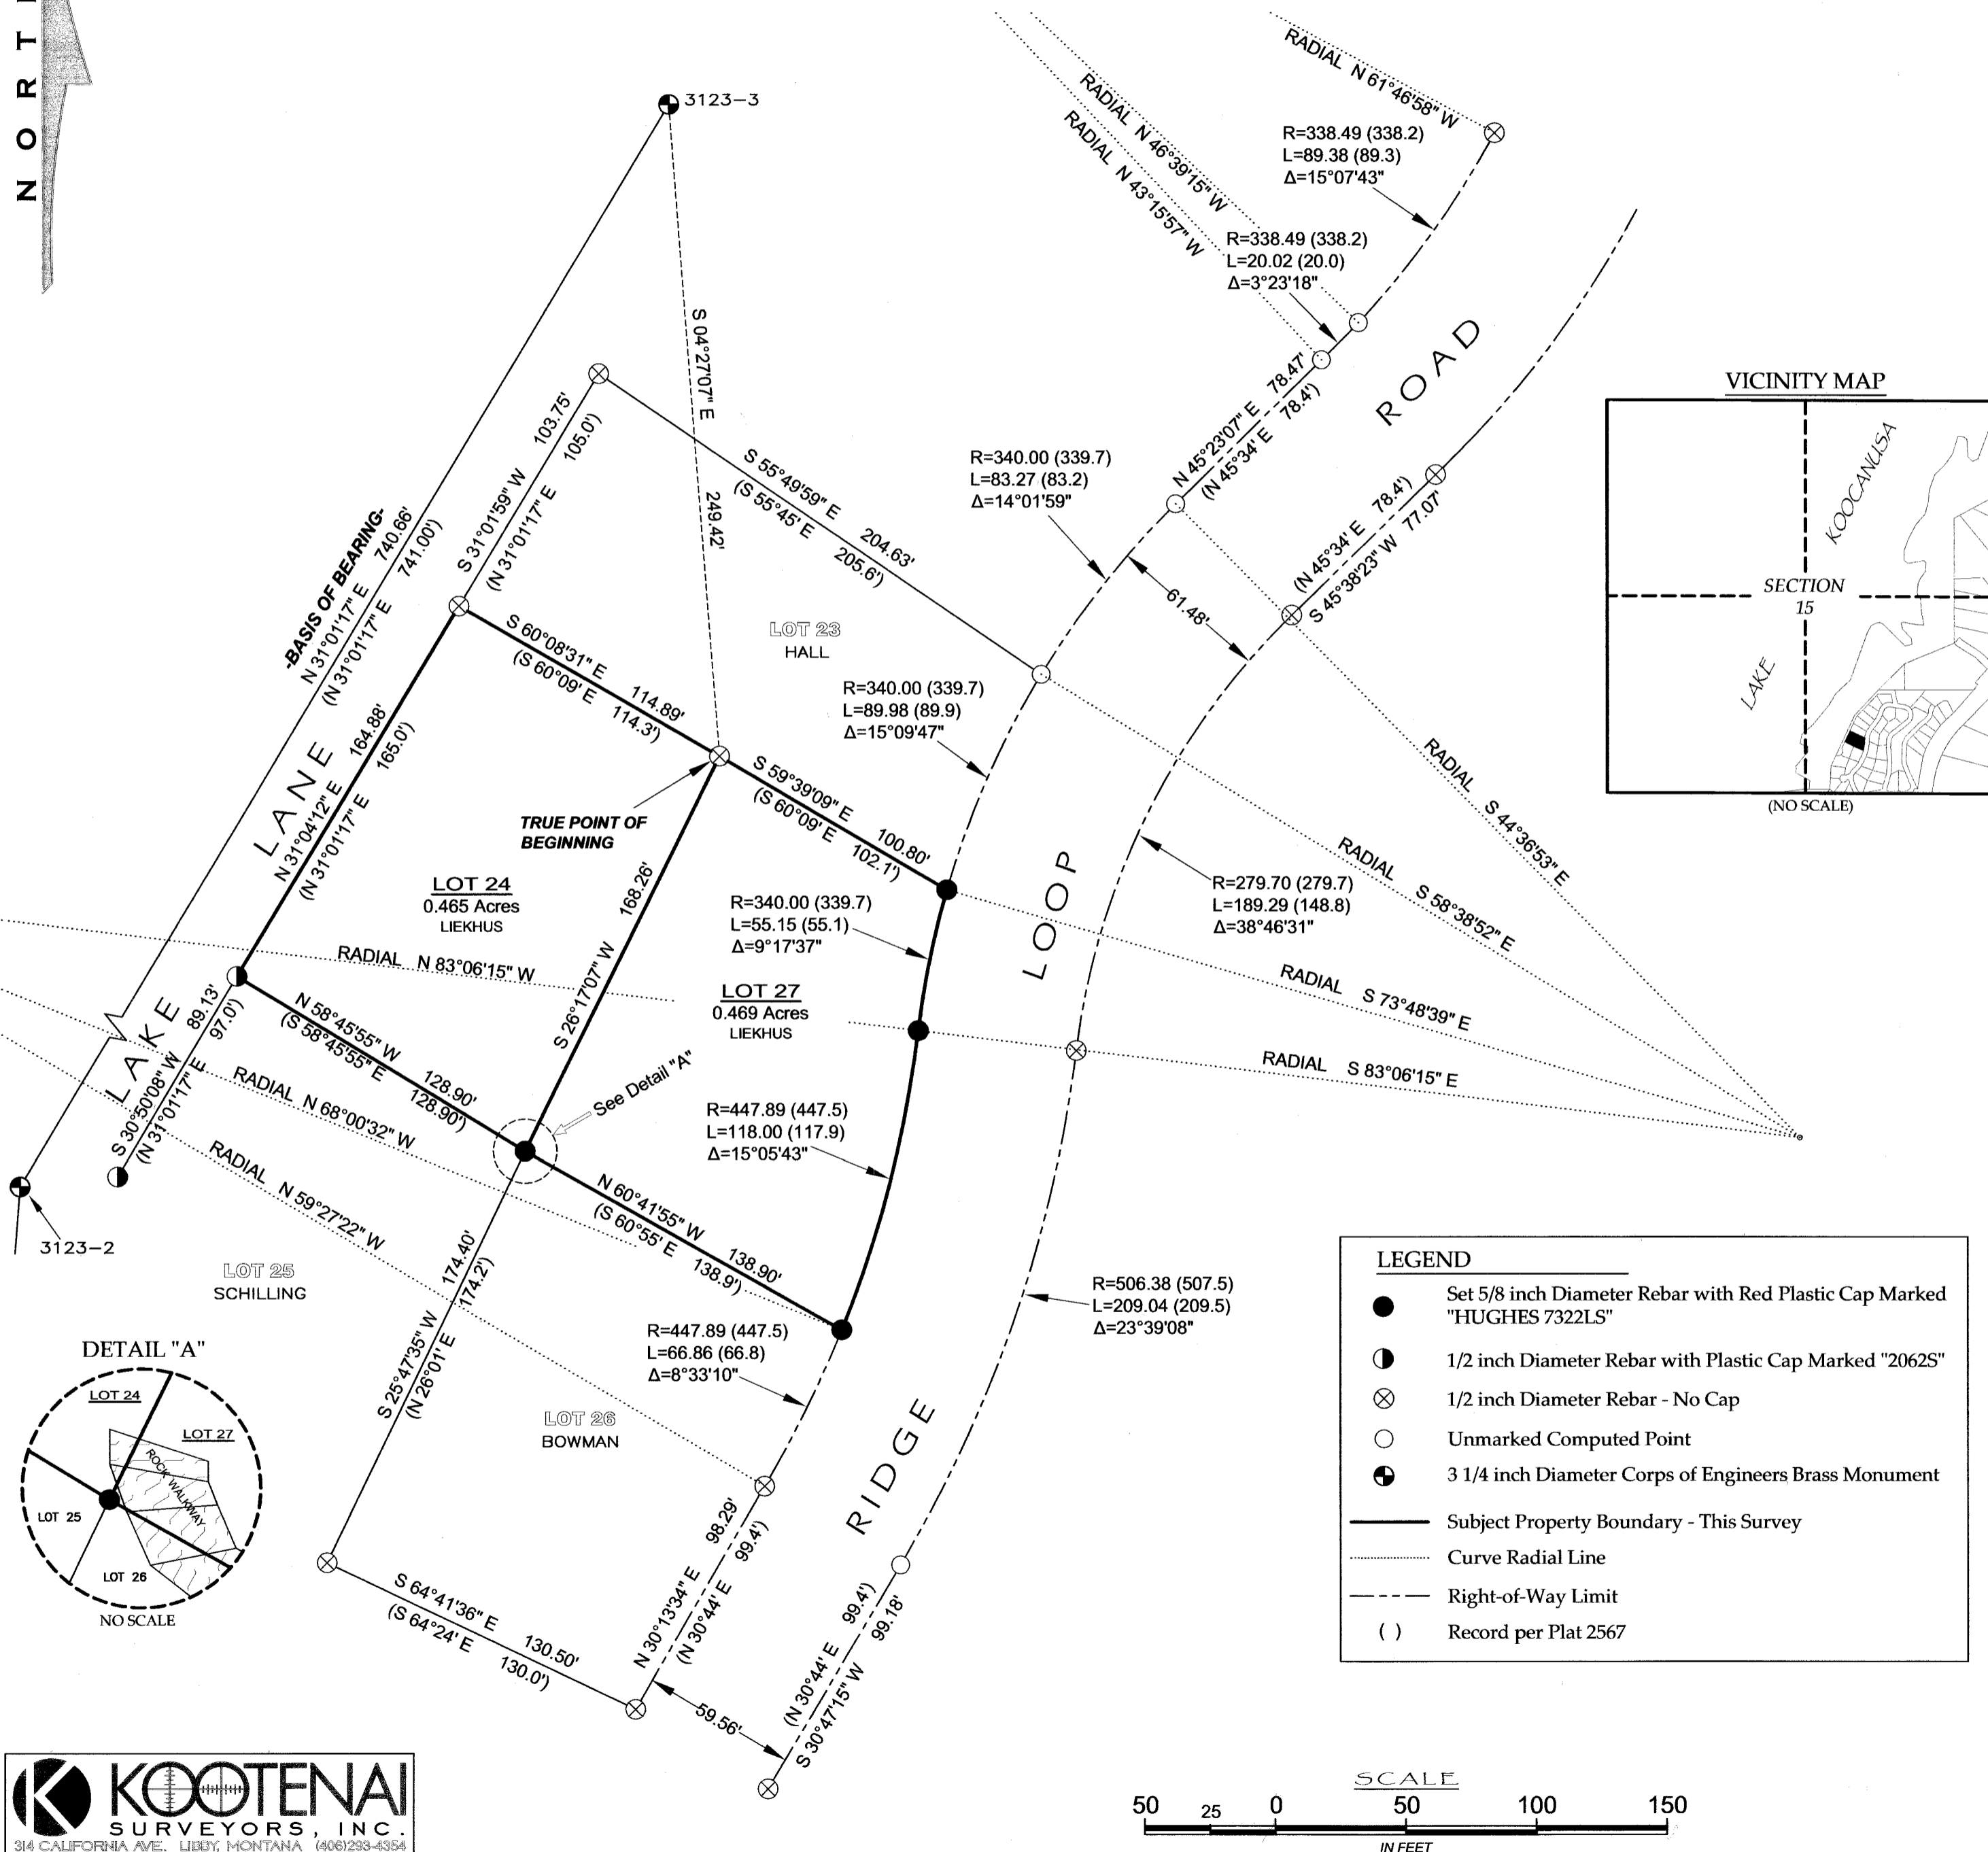 NORT
3123-3
RADIAL N 61°46'58" W
RADIAL N 46°39'15" W
RADIAL N 43°15'57" W
R=338.49 (338.2)
L=89.38 (89.3)
Δ=15°07'43"
R=338.49 (338.2)
L=20.02 (20.0)
Δ=3°23'18"
S 04°27'07" E 249.42'
ROAD
VICINITY MAP
KOOCANUSA
SECTION
15
LAKE
(NO SCALE)
N 45°23'07" E 78.47'
(N 45°34' E 78.4')
R=340.00 (339.7)
L=83.27 (83.2)
Δ=14°01'59"
(N 45°34' E 78.4')
S 45°38'23" W 77.07'
61.48'
S 31°01'59" W 103.75'
(N 31°01'17" E 105.0')
S 55°49'59" E 204.63'
(S 55°45' E 205.6')
-BASIS OF BEARING-
N 31°01'17" E 740.66'
(N 31°01'17" E 741.00')
LOT 23
HALL
S 60°08'31" E 114.89'
(S 60°09' E 114.3')
R=340.00 (339.7)
L=89.98 (89.9)
Δ=15°09'47"
N 31°04'12" E 164.88'
(N 31°01'17" E 165.0')
S 59°39'09" E 100.80'
(S 60°09' E 102.1')
TRUE POINT OF
BEGINNING
LANE
RADIAL S 44°36'53" E
RADIAL S 58°38'52" E
R=279.70 (279.7)
L=189.29 (148.8)
Δ=38°46'31"
LOT 24
0.465 Acres
LIEKHUS
S 26°17'07" W 168.26'
R=340.00 (339.7)
L=55.15 (55.1)
Δ=9°17'37"
LOOP
RADIAL N 83°06'15" W
LOT 27
0.469 Acres
LIEKHUS
RADIAL S 73°48'39" E
RADIAL S 83°06'15" E
LAKE
N 58°45'55" W 128.90'
(S 58°45'55" E 128.90')
See Detail "A"
S 30°50'08" W 89.13'
(N 31°01'17" E 97.0')
RADIAL N 68°00'32" W
R=447.89 (447.5)
L=118.00 (117.9)
Δ=15°05'43"
RADIAL N 59°27'22" W
N 60°41'55" W 138.90'
(S 60°55' E 138.9')
3123-2
LOT 25
SCHILLING
S 25°47'35" W 174.40'
(N 26°01' E 174.2')
R=506.38 (507.5)
L=209.04 (209.5)
Δ=23°39'08"
R=447.89 (447.5)
L=66.86 (66.8)
Δ=8°33'10"
LOT 26
BOWMAN
RIDGE
DETAIL "A"
LOT 24
LOT 27
ROCK WALKWAY
LOT 25
LOT 26
NO SCALE
S 64°41'36" E 130.50'
(S 64°24' E 130.0')
N 30°13'34" E 98.29'
(N 30°44' E 99.4')
(N 30°44' E 99.4')
S 30°47'15" W 99.18'
59.56'
LEGEND
Set 5/8 inch Diameter Rebar with Red Plastic Cap Marked
"HUGHES 7322LS"
1/2 inch Diameter Rebar with Plastic Cap Marked "2062S"
1/2 inch Diameter Rebar - No Cap
Unmarked Computed Point
3 1/4 inch Diameter Corps of Engineers Brass Monument
Subject Property Boundary - This Survey
Curve Radial Line
Right-of-Way Limit
( ) Record per Plat 2567
K KOOTENAI
SURVEYORS, INC.
314 CALIFORNIA AVE. LIBBY, MONTANA (406)293-4354
SCALE
50 25 0 50 100 150
IN FEET